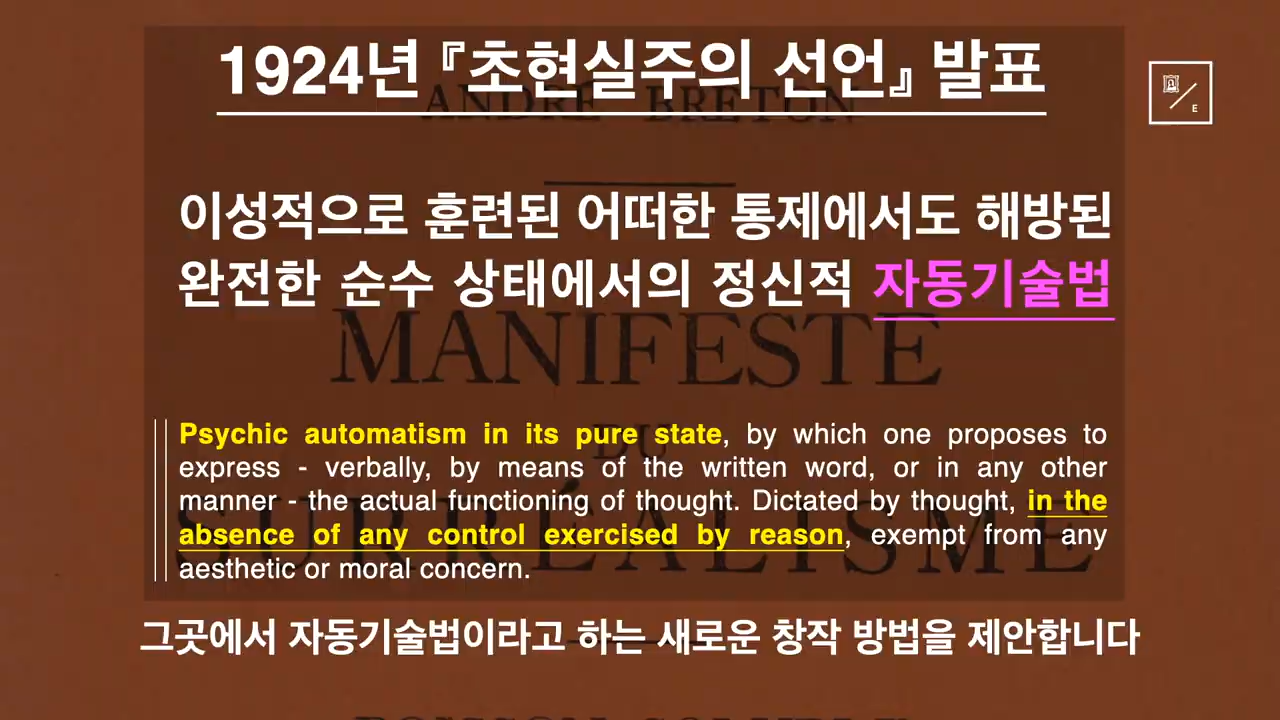 1924년 『초현실주의 선언』 발표
ANDRÉ BRETON
E
이성적으로 훈련된 어떠한 통제에서도 해방된
완전한 순수 상태에서의 정신적 자동기술법
MANIFESTE
Psychic automatism in its pure state, by which one proposes to
express - verbally, by means of the written word, or in any other
DU
manner - the actual functioning of thought. Dictated by thought, in the
absence of any control exercised by reason, exempt from any
SURRÉALISME
aesthetic or moral concern.
그곳에서 자동기술법이라고 하는 새로운 창작 방법을 제안합니다